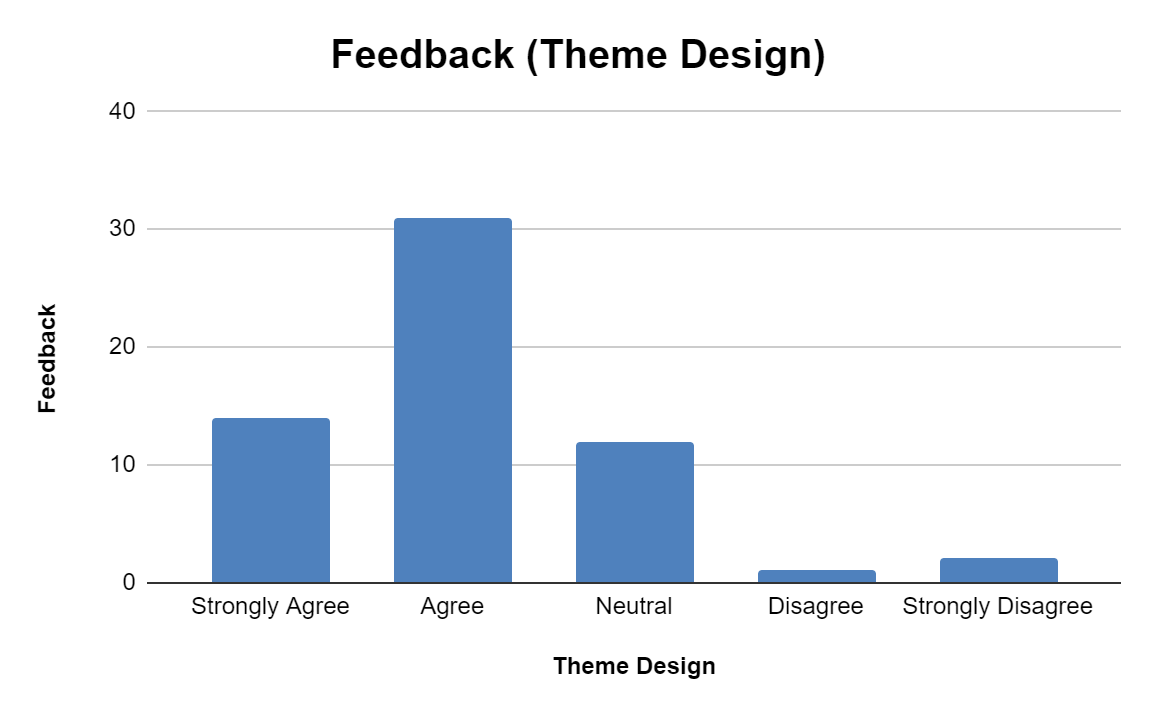 Feedback (Theme Design)
40
30
20
10
0
Feedback
Strongly Agree
Agree
Neutral
Disagree
Strongly Disagree
Theme Design